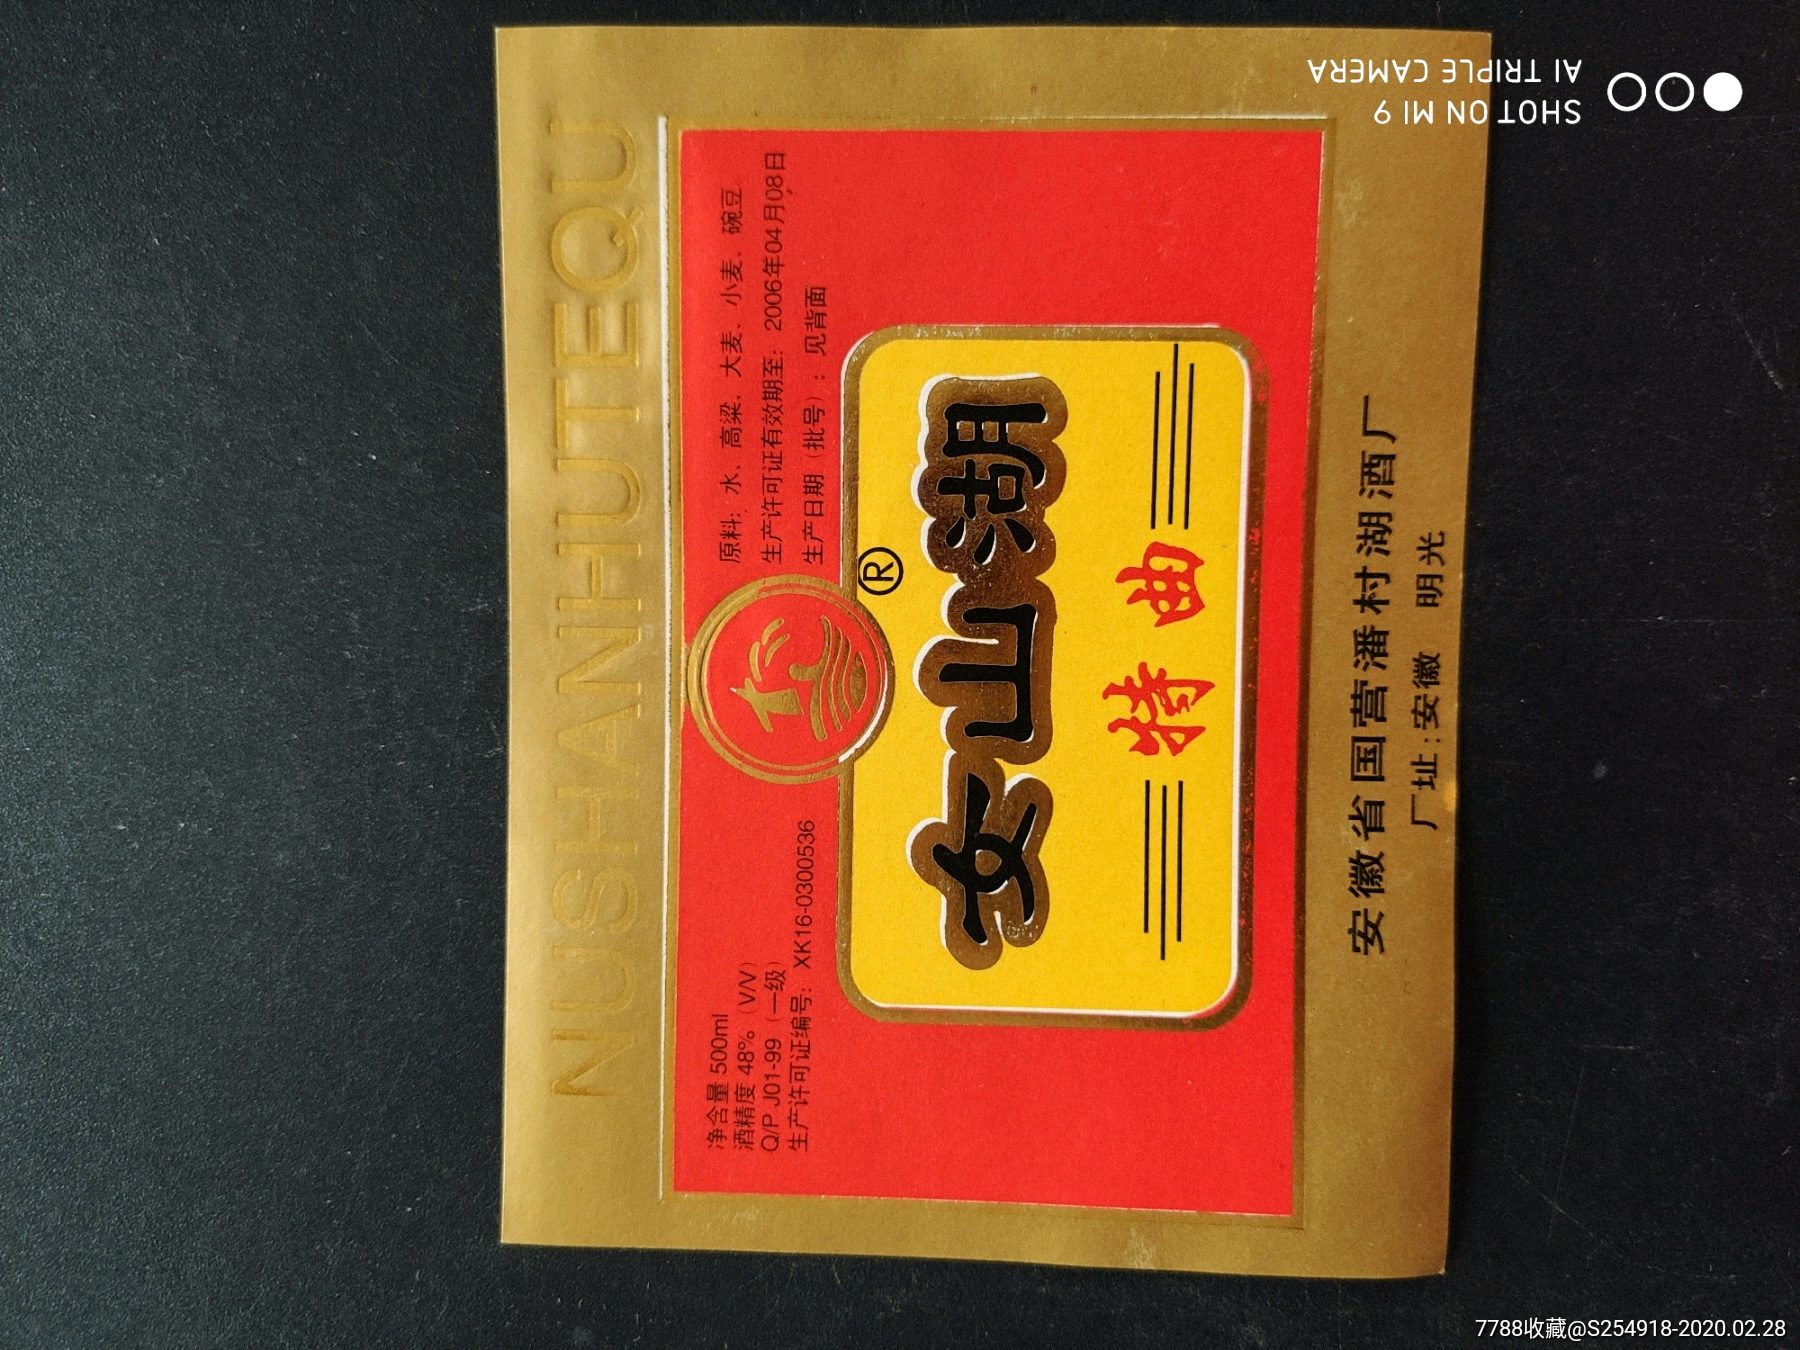 NUSHANHUTEQU
净含量 500ml
酒精度 48%（V/V）
Q/P J01-99（一级）
生产许可证编号： XK16-0300536
原料：水、高粱、大麦、小麦、碗豆
生产许可证有效期至： 2006年04月08日
生产日期（批号）： 见背面
®
女山湖
特曲
安徽省国营潘村湖酒厂
厂址:安徽 明光
SHOT ON MI 9
AI TRIPLE CAMERA
7788收藏@S254918-2020.02.28